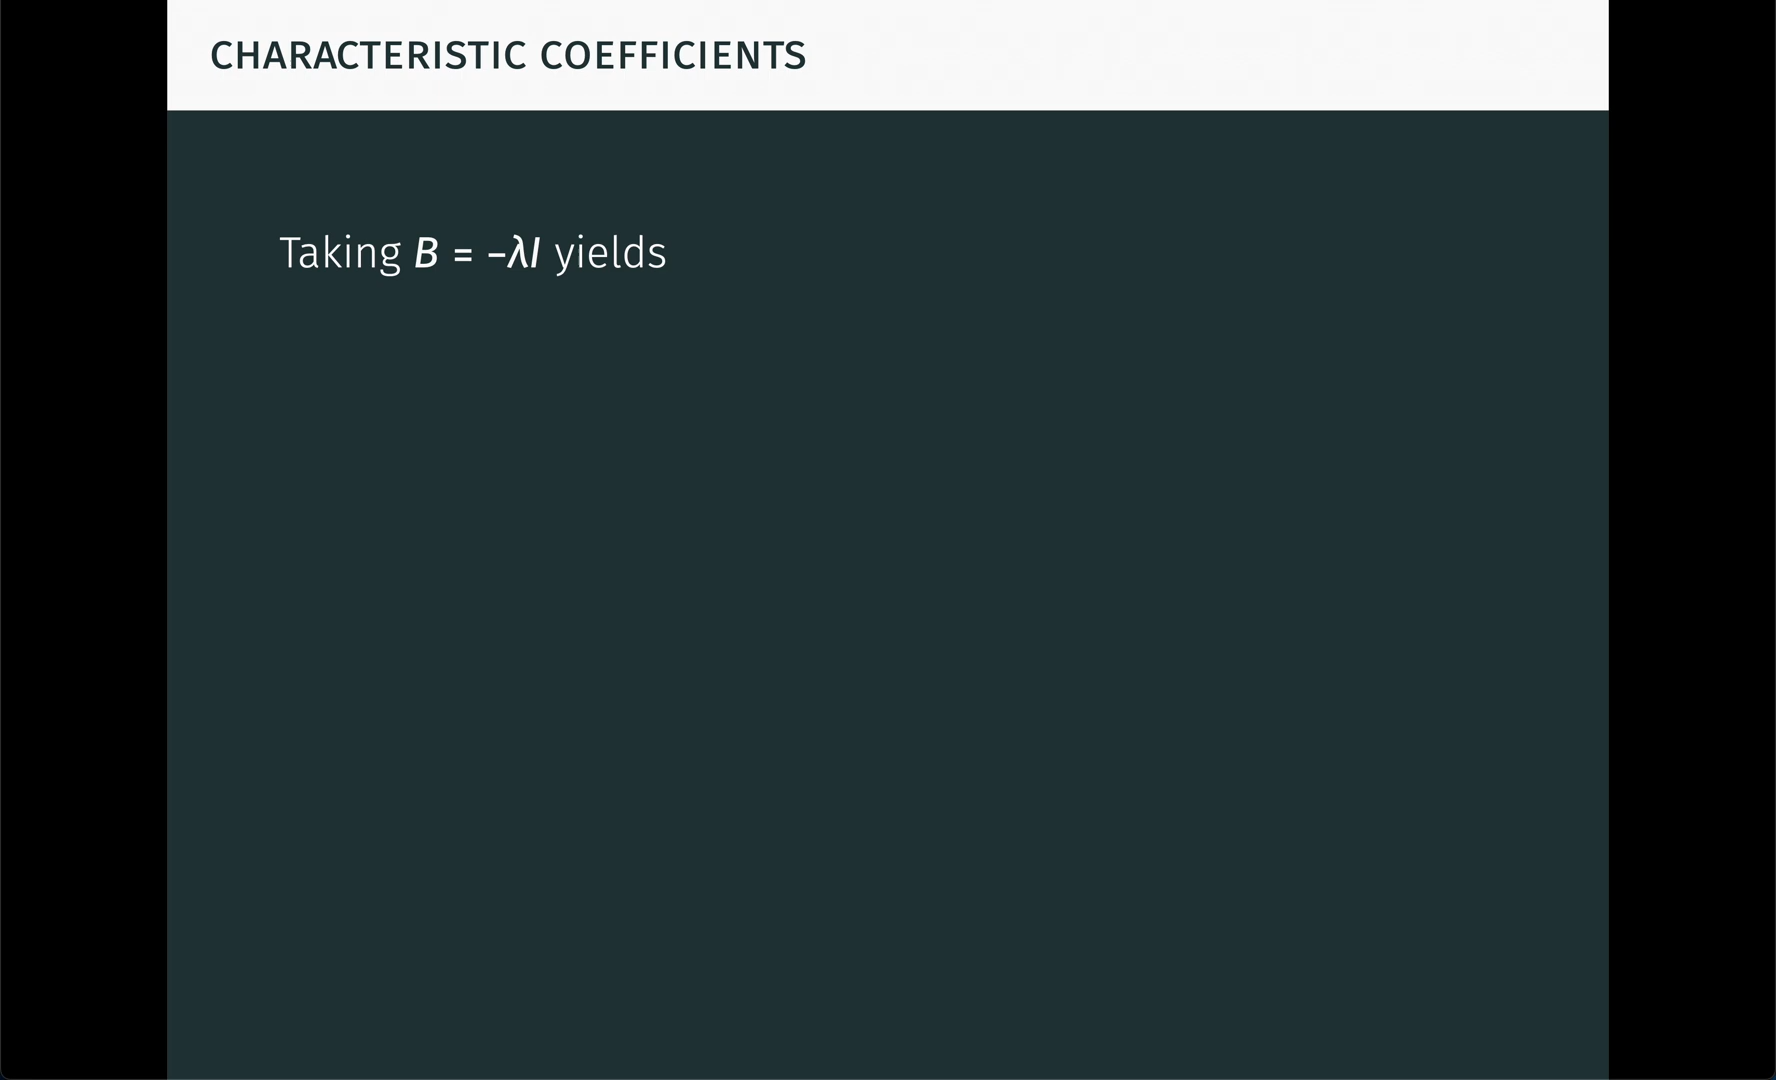 CHARACTERISTIC COEFFICIENTS
Taking B = −λI yields